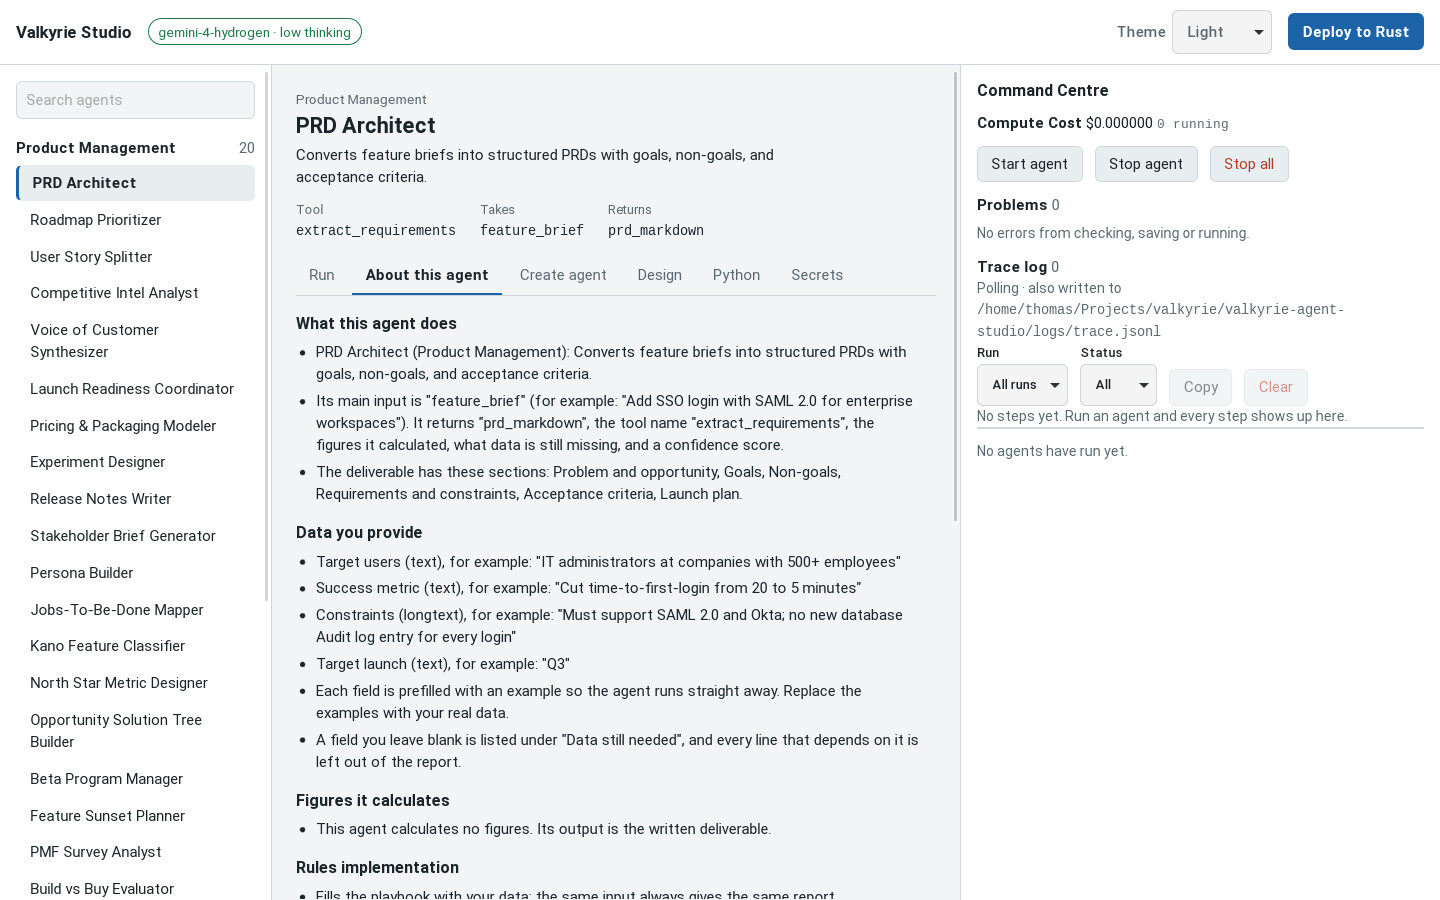 Valkyrie Studio
gemini-4-hydrogen · low thinking
Theme
Light
Deploy to Rust
Search agents
Product Management 20
PRD Architect
Roadmap Prioritizer
User Story Splitter
Competitive Intel Analyst
Voice of Customer
Synthesizer
Launch Readiness Coordinator
Pricing & Packaging Modeler
Experiment Designer
Release Notes Writer
Stakeholder Brief Generator
Persona Builder
Jobs-To-Be-Done Mapper
Kano Feature Classifier
North Star Metric Designer
Opportunity Solution Tree
Builder
Beta Program Manager
Feature Sunset Planner
PMF Survey Analyst
Build vs Buy Evaluator
Product Management
PRD Architect
Converts feature briefs into structured PRDs with goals, non-goals, and
acceptance criteria.
Tool Takes Returns
extract_requirements feature_brief prd_markdown
Run About this agent Create agent Design Python Secrets
What this agent does
• PRD Architect (Product Management): Converts feature briefs into structured PRDs with
goals, non-goals, and acceptance criteria.
• Its main input is "feature_brief" (for example: "Add SSO login with SAML 2.0 for enterprise
workspaces"). It returns "prd_markdown", the tool name "extract_requirements", the
figures it calculated, what data is still missing, and a confidence score.
• The deliverable has these sections: Problem and opportunity, Goals, Non-goals,
Requirements and constraints, Acceptance criteria, Launch plan.
Data you provide
• Target users (text), for example: "IT administrators at companies with 500+ employees"
• Success metric (text), for example: "Cut time-to-first-login from 20 to 5 minutes"
• Constraints (longtext), for example: "Must support SAML 2.0 and Okta; no new database
Audit log entry for every login"
• Target launch (text), for example: "Q3"
• Each field is prefilled with an example so the agent runs straight away. Replace the
examples with your real data.
• A field you leave blank is listed under "Data still needed", and every line that depends on it is
left out of the report.
Figures it calculates
• This agent calculates no figures. Its output is the written deliverable.
Rules implementation
• Fills the playbook with your data: the same input always gives the same report
Command Centre
Compute Cost $0.000000 0 running
Start agent Stop agent Stop all
Problems 0
No errors from checking, saving or running.
Trace log 0
Polling · also written to
/home/thomas/Projects/valkyrie/valkyrie-agent-
studio/logs/trace.jsonl
Run Status
All runs All Copy Clear
No steps yet. Run an agent and every step shows up here.
No agents have run yet.